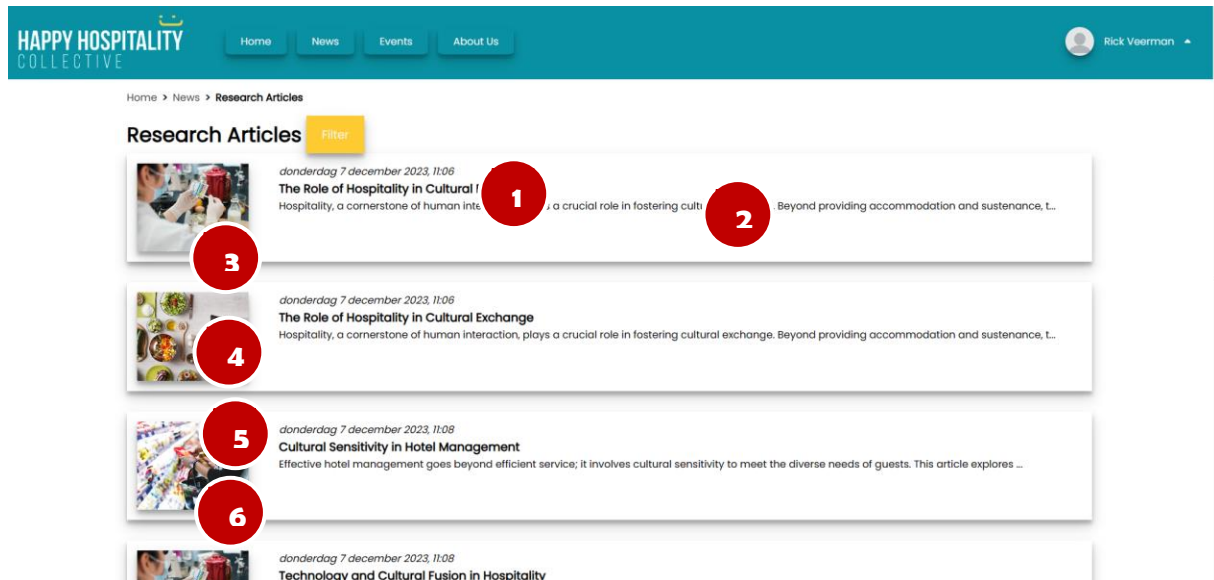 HAPPY HOSPITALITY
COLLECTIVE
Home
News
Events
About Us
Rick Veerman
Home > News > Research Articles
Research Articles
Filter
donderdag 7 december 2023, 11:06
The Role of Hospitality in Cultural
1
Hospitality, a cornerstone of human a crucial role in fostering Beyond providing accommodation and sustenance, t...
2
3
donderdag 7 december 2023, 11:06
The Role of Hospitality in Cultural Exchange
Hospitality, a cornerstone of human interaction, plays a crucial role in fostering cultural exchange. Beyond providing accommodation and sustenance, t...
4
5
donderdag 7 december 2023, 11:08
Cultural Sensitivity in Hotel Management
Effective hotel management goes beyond efficient service; it involves cultural sensitivity to meet the diverse needs of guests. This article explores ...
6
donderdag 7 december 2023, 11:08
Technology and Cultural Fusion in Hospitality